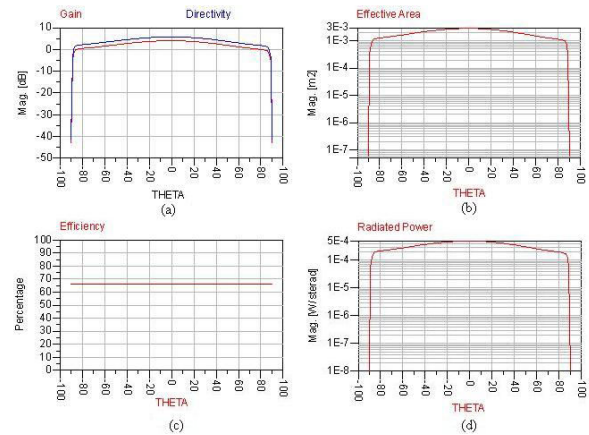 Gain Directivity
Mag. [dB]
10
0
-10
-20
-30
-40
-50
-100
-80
-60
-40
-20
0
20
40
60
80
100
THETA
(a)
Effective Area
Mag. [m2]
3E-3
1E-3
1E-4
1E-5
1E-6
1E-7
-100
-80
-60
-40
-20
0
20
40
60
80
100
THETA
(b)
Efficiency
Percentage
100
90
80
70
60
50
40
30
20
10
0
-100
-80
-60
-40
-20
0
20
40
60
80
100
THETA
(c)
Radiated Power
Mag. [W/sterad]
5E-4
1E-4
1E-5
1E-6
1E-7
1E-8
-100
-80
-60
-40
-20
0
20
40
60
80
100
THETA
(d)